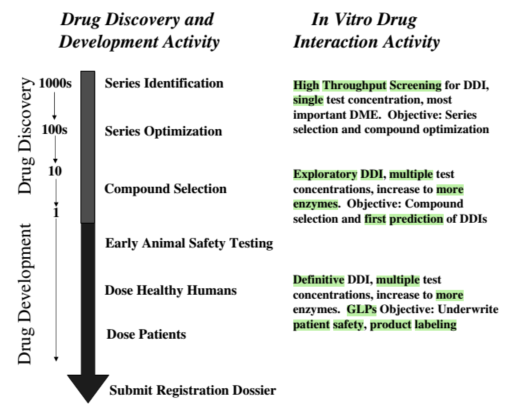 Drug Discovery and
Development Activity
In Vitro Drug
Interaction Activity
Drug Discovery
Drug Development
1000s
100s
10
1
Series Identification
Series Optimization
Compound Selection
Early Animal Safety Testing
Dose Healthy Humans
Dose Patients
Submit Registration Dossier
High Throughput Screening for DDI,
single test concentration, most
important DME. Objective: Series
selection and compound optimization
Exploratory DDI, multiple test
concentrations, increase to more
enzymes. Objective: Compound
selection and first prediction of DDIs
Definitive DDI, multiple test
concentrations, increase to more
enzymes. GLPs Objective: Underwrite
patient safety, product labeling